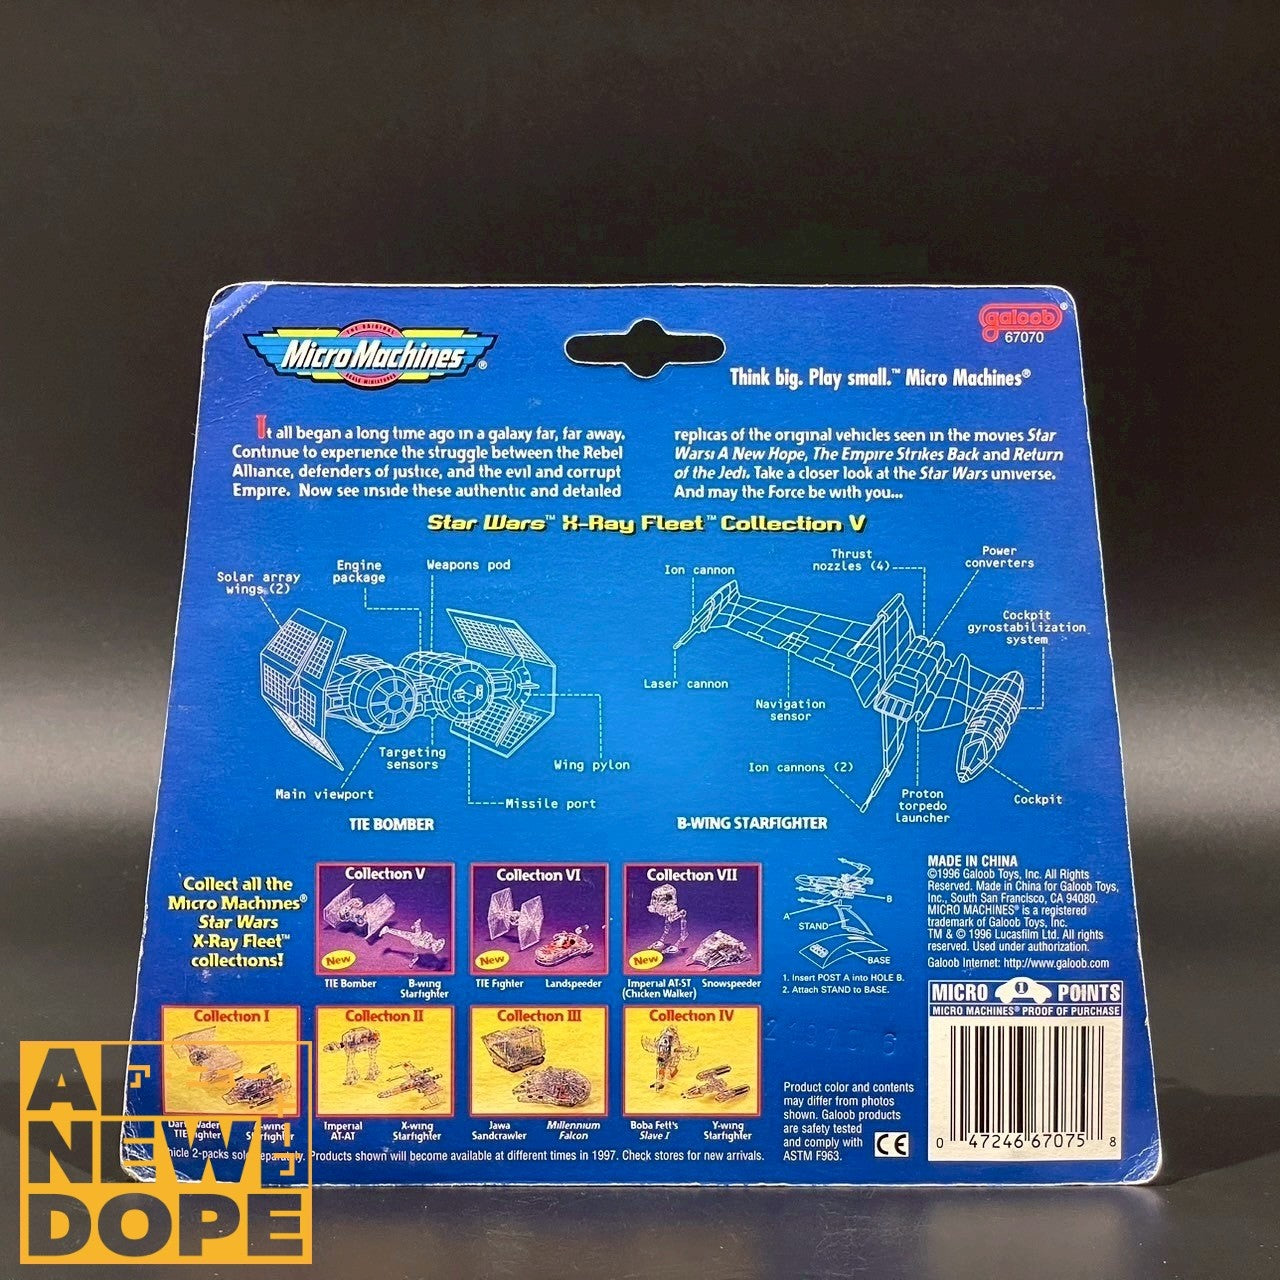 THE ORIGINAL
MicroMachines®
SCALE MINIATURES
galoob®
67070
Think big. Play small.™ Micro Machines®
It all began a long time ago in a galaxy far, far away.
Continue to experience the struggle between the Rebel
Alliance, defenders of justice, and the evil and corrupt
Empire. Now see inside these authentic and detailed
replicas of the original vehicles seen in the movies Star
Wars: A New Hope, The Empire Strikes Back and Return
of the Jedi. Take a closer look at the Star Wars universe.
And may the Force be with you...
Star Wars™ X-Ray Fleet™ Collection V
Solar array
wings (2)
Engine
package
Weapons pod
Targeting
sensors
Main viewport
Wing pylon
Missile port
TIE BOMBER
Ion cannon
Thrust
nozzles (4)
Power
converters
Cockpit
gyrostabilization
system
Laser cannon
Navigation
sensor
Ion cannons (2)
Proton
torpedo
launcher
Cockpit
B-WING STARFIGHTER
Collect all the
Micro Machines®
Star Wars
X-Ray Fleet™
collections!
Collection V
New
TIE Bomber
B-wing
Starfighter
Collection VI
New
TIE Fighter
Landspeeder
Collection VII
New
Imperial AT-ST
(Chicken Walker)
Snowspeeder
Collection I
Darth Vader
TIE Fighter
A-wing
Starfighter
Collection II
Imperial
AT-AT
X-wing
Starfighter
Collection III
Jawa
Sandcrawler
Millennium
Falcon
Collection IV
Boba Fett's
Slave I
Y-wing
Starfighter
2-packs sold separately. Products shown will become available at different times in 1997. Check stores for new arrivals.
A
B
STAND
BASE
1. Insert POST A into HOLE B.
2. Attach STAND to BASE.
Product color and contents
may differ from photos
shown. Galoob products
are safety tested
and comply with
ASTM F963.
CE
MADE IN CHINA
©1996 Galoob Toys, Inc. All Rights
Reserved. Made in China for Galoob Toys,
Inc., South San Francisco, CA 94080.
MICRO MACHINES® is a registered
trademark of Galoob Toys, Inc.
TM & © 1996 Lucasfilm Ltd. All rights
reserved. Used under authorization.
Galoob Internet: http://www.galoob.com
MICRO 1 POINTS
MICRO MACHINES® PROOF OF PURCHASE
0 47246 67075 8
A
NEW
DOPE